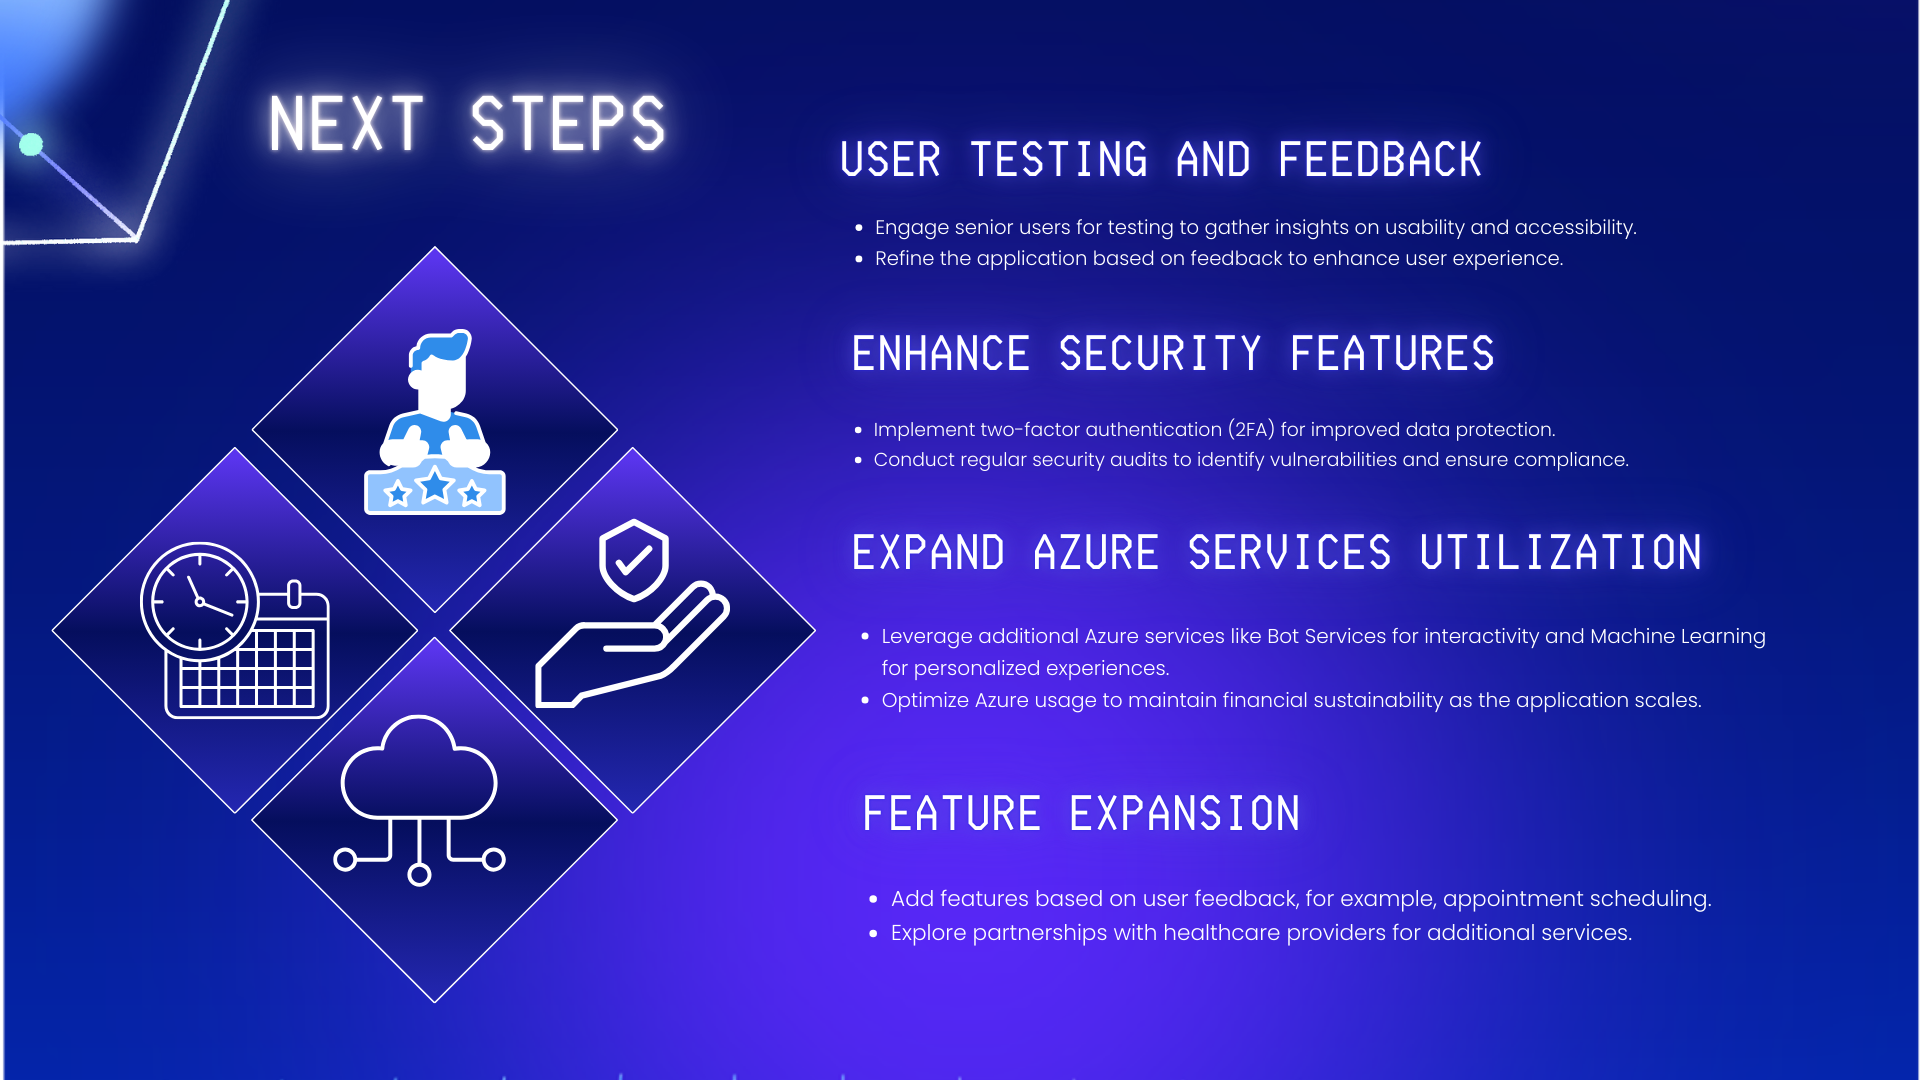 NEXT STEPS
USER TESTING AND FEEDBACK
• Engage senior users for testing to gather insights on usability and accessibility.
• Refine the application based on feedback to enhance user experience.
ENHANCE SECURITY FEATURES
• Implement two-factor authentication (2FA) for improved data protection.
• Conduct regular security audits to identify vulnerabilities and ensure compliance.
EXPAND AZURE SERVICES UTILIZATION
• Leverage additional Azure services like Bot Services for interactivity and Machine Learning
for personalized experiences.
• Optimize Azure usage to maintain financial sustainability as the application scales.
FEATURE EXPANSION
• Add features based on user feedback, for example, appointment scheduling.
• Explore partnerships with healthcare providers for additional services.